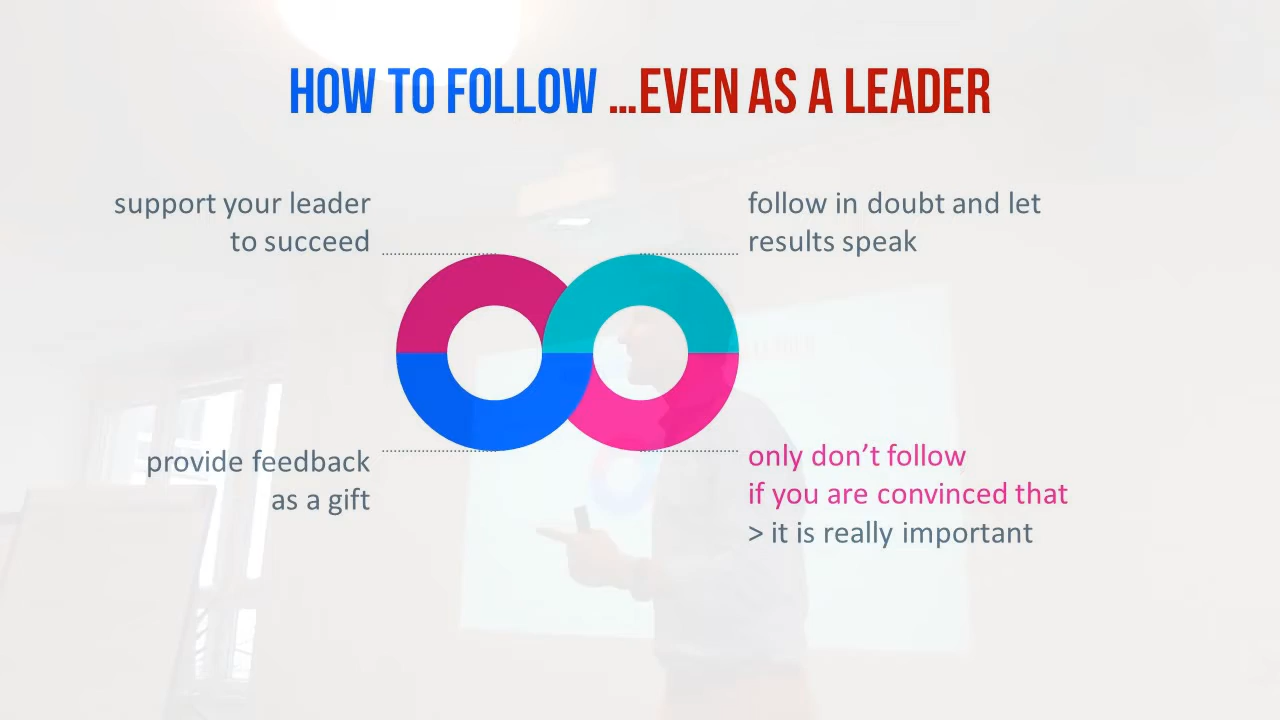 HOW TO FOLLOW ...EVEN AS A LEADER
support your leader
to succeed
follow in doubt and let
results speak
provide feedback
as a gift
only don’t follow
if you are convinced that
> it is really important